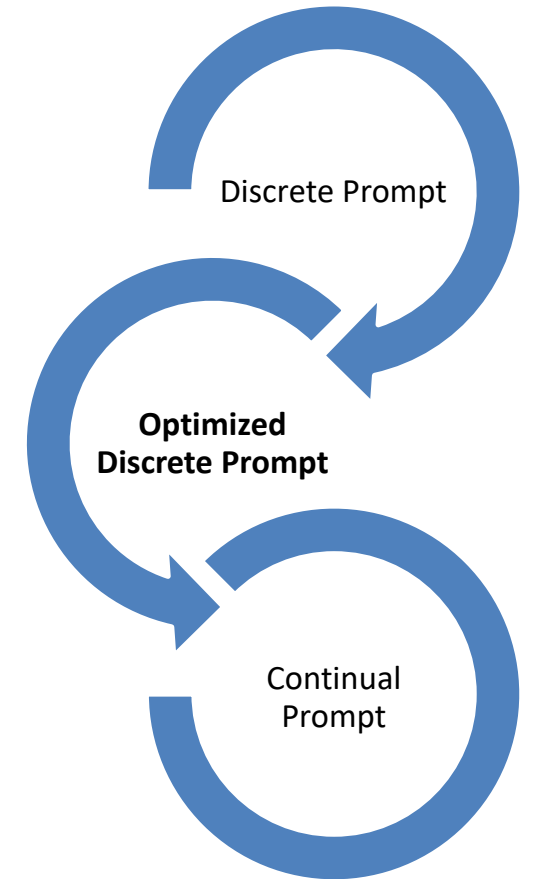 Discrete Prompt
Optimized
Discrete Prompt
Continual
Prompt